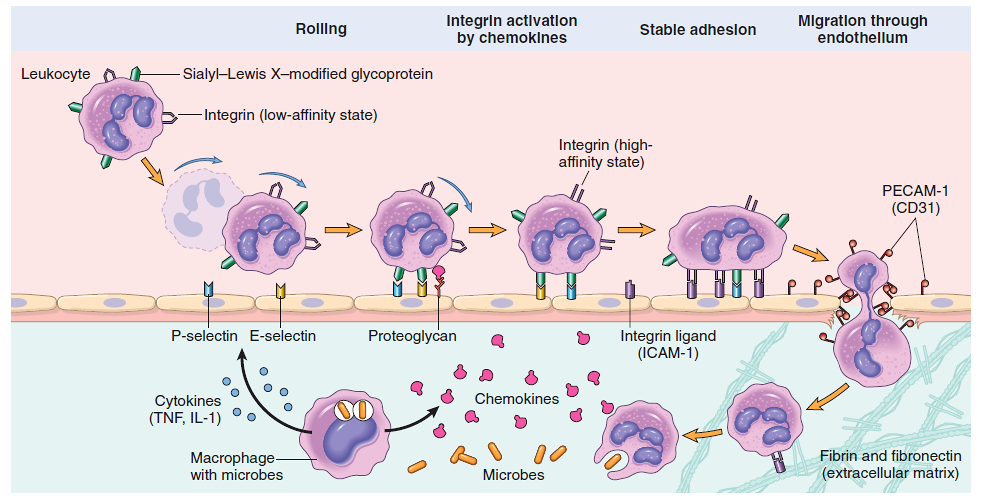 Rolling
Integrin activation
by chemokines
Stable adhesion
Migration through
endothelium
Leukocyte
Sialyl–Lewis X–modified glycoprotein
Integrin (low-affinity state)
Integrin (high-
affinity state)
PECAM-1
(CD31)
P-selectin
E-selectin
Proteoglycan
Integrin ligand
(ICAM-1)
Cytokines
(TNF, IL-1)
Chemokines
Macrophage
with microbes
Microbes
Fibrin and fibronectin
(extracellular matrix)